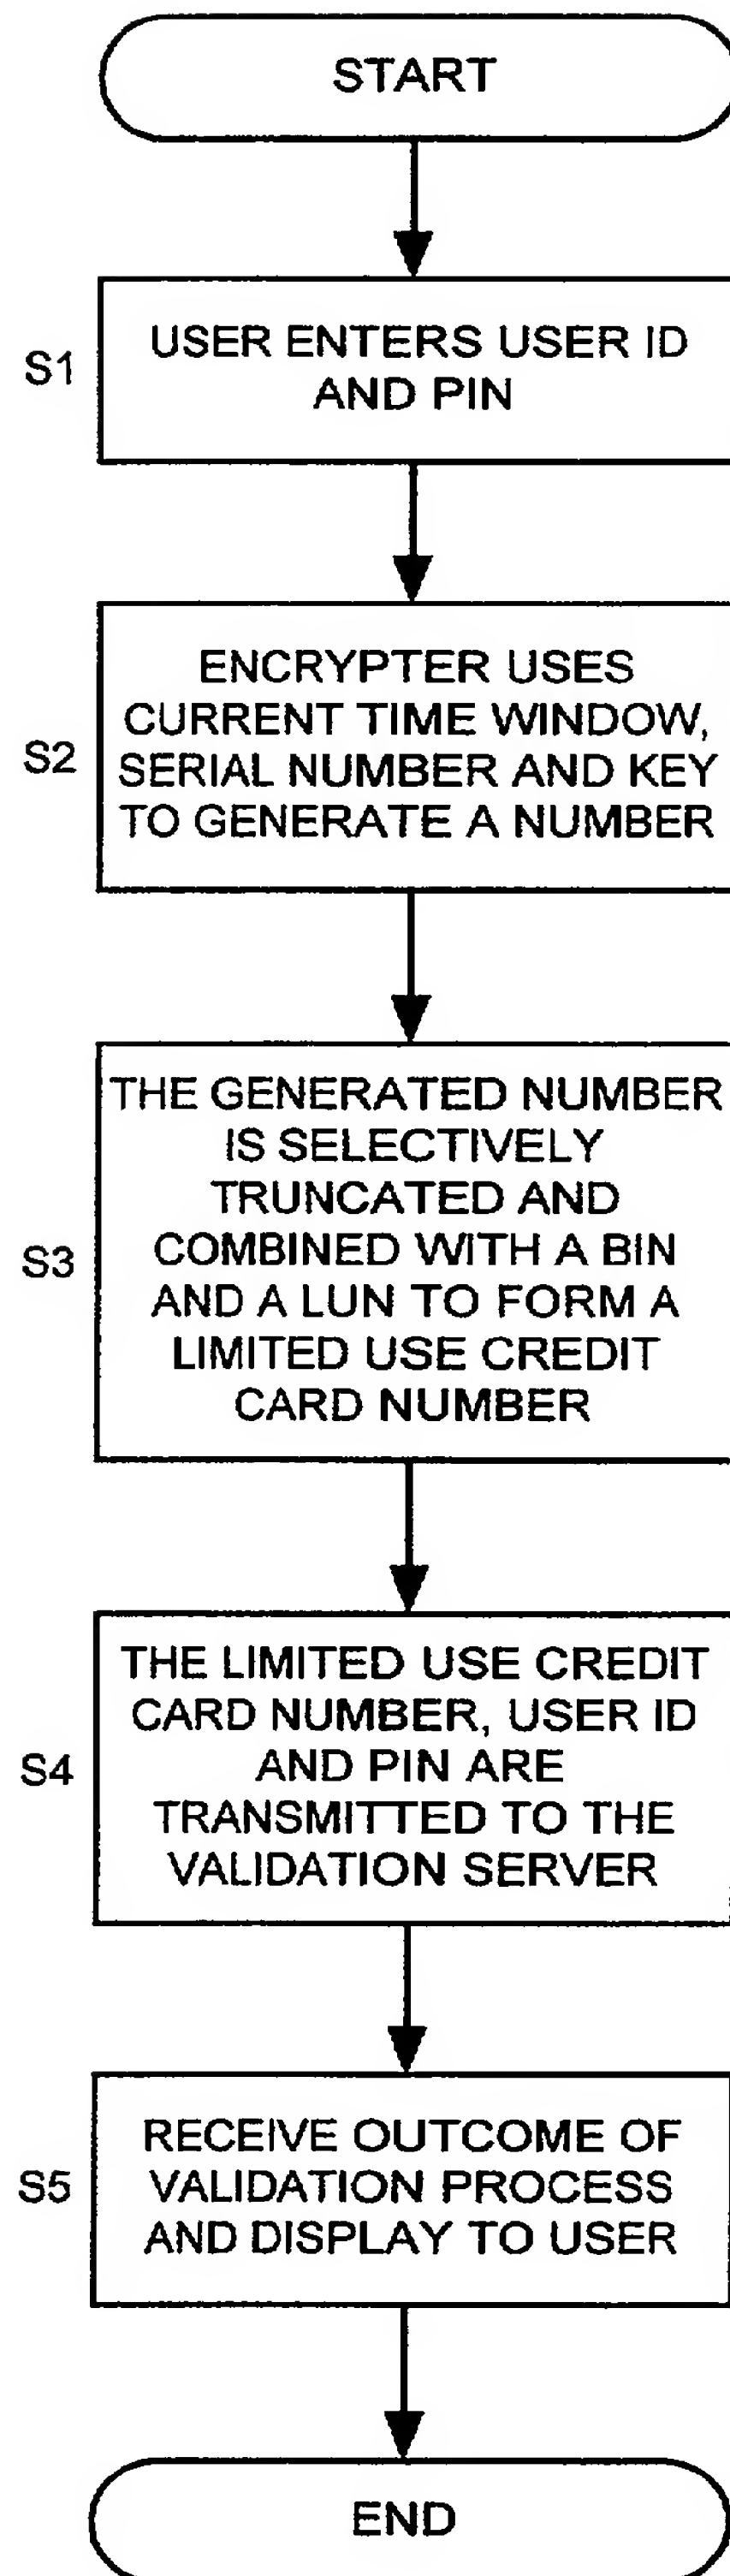 START
S1
USER ENTERS USER ID
AND PIN
S2
ENCRYPTER USES
CURRENT TIME WINDOW,
SERIAL NUMBER AND KEY
TO GENERATE A NUMBER
S3
THE GENERATED NUMBER
IS SELECTIVELY
TRUNCATED AND
COMBINED WITH A BIN
AND A LUN TO FORM A
LIMITED USE CREDIT
CARD NUMBER
S4
THE LIMITED USE CREDIT
CARD NUMBER, USER ID
AND PIN ARE
TRANSMITTED TO THE
VALIDATION SERVER
S5
RECEIVE OUTCOME OF
VALIDATION PROCESS
AND DISPLAY TO USER
END